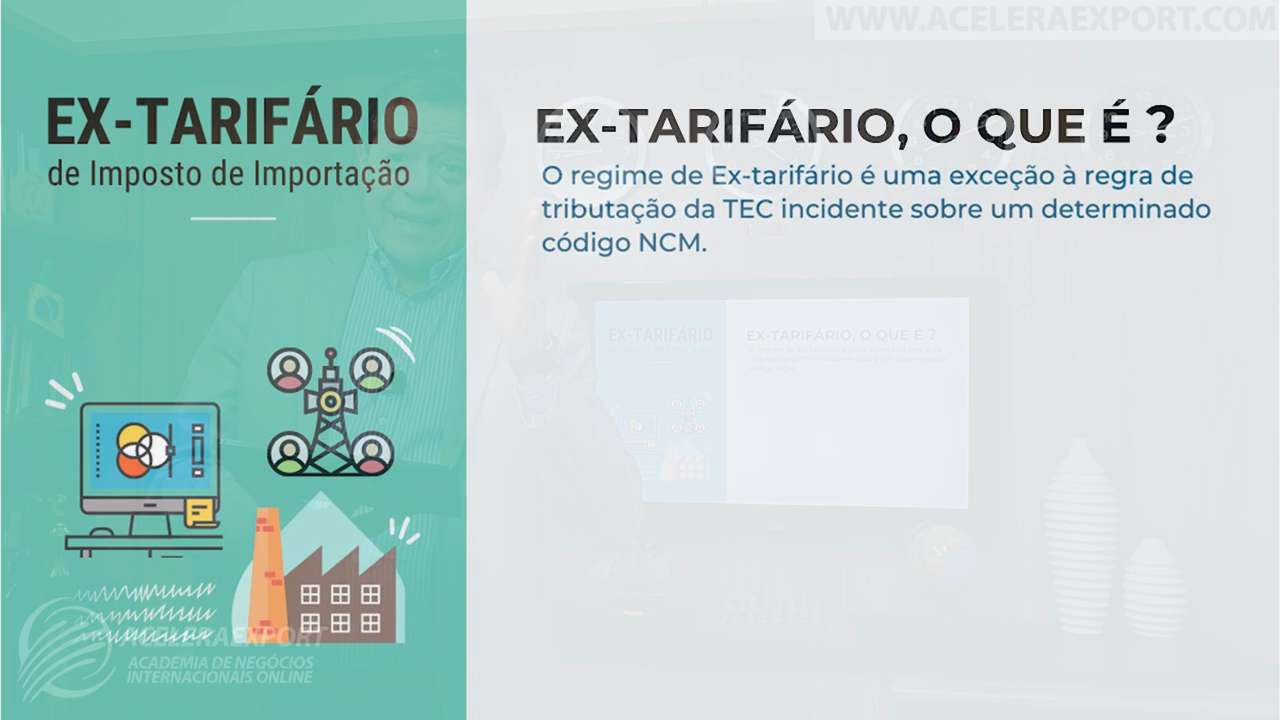 WWW.ACELERAEXPORT.COM
EX-TARIFÁRIO
de Imposto de Importação
EX-TARIFÁRIO, O QUE É ?
O regime de Ex-tarifário é uma exceção à regra de
tributação da TEC incidente sobre um determinado
código NCM.
EX-TARIFÁRIO
EX-TARIFÁRIO, O QUE É ?
ACELERAEXPORT
ACADEMIA DE NEGÓCIOS
INTERNACIONAIS ONLINE